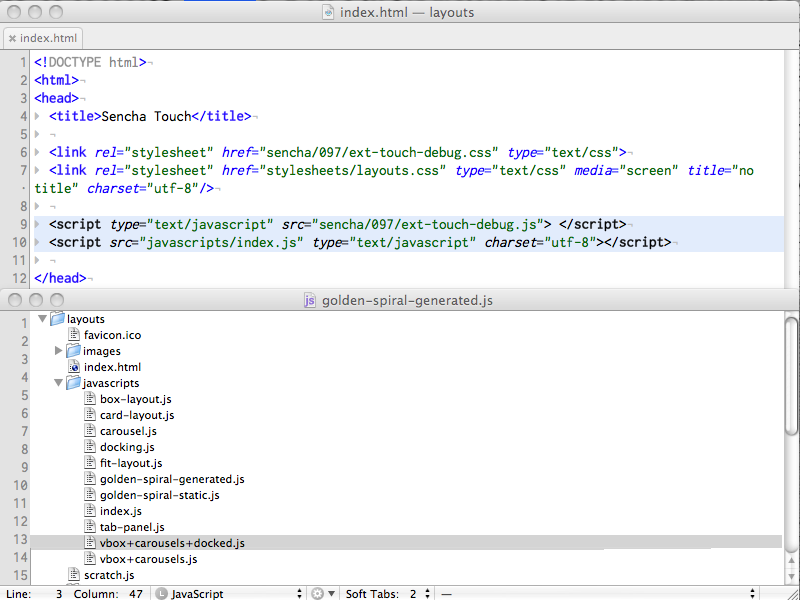 index.html — layouts
index.html
1 <!DOCTYPE html>¬
2 <html>¬
3 <head>¬
4 <title>Sencha Touch</title>¬
5 ¬
6 <link rel="stylesheet" href="sencha/097/ext-touch-debug.css" type="text/css">¬
7 <link rel="stylesheet" href="stylesheets/layouts.css" type="text/css" media="screen" title="no
title" charset="utf-8"/>¬
8 ¬
9 <script type="text/javascript" src="sencha/097/ext-touch-debug.js"> </script>¬
10 <script src="javascripts/index.js" type="text/javascript" charset="utf-8"></script>¬
11 ¬
12 </head>¬
js golden-spiral-generated.js
1 layouts
2 favicon.ico
3 images
index.html
4 javascripts
5 box-layout.js
6 card-layout.js
7 carousel.js
8 docking.js
9 fit-layout.js
10 golden-spiral-generated.js
11 golden-spiral-static.js
index.js
12 tab-panel.js
13 vbox+carousels+docked.js
14 vbox+carousels.js
15 scratch.js
Line: 3 Column: 47 L JavaScript Soft Tabs: 2 —